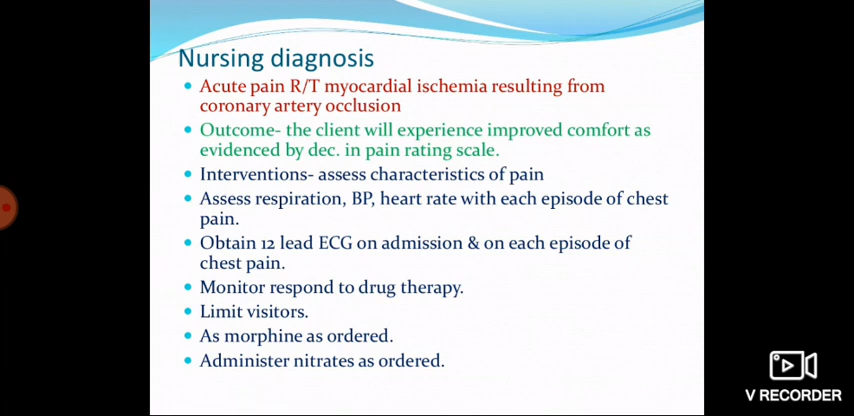 Nursing diagnosis
Acute pain R/T myocardial ischemia resulting from
coronary artery occlusion
Outcome- the client will experience improved comfort as
evidenced by dec. in pain rating scale.
Interventions- assess characteristics of pain
Assess respiration, BP, heart rate with each episode of chest
pain.
Obtain 12 lead ECG on admission & on each episode of
chest pain.
Monitor respond to drug therapy.
Limit visitors.
As morphine as ordered.
Administer nitrates as ordered.
V RECORDER